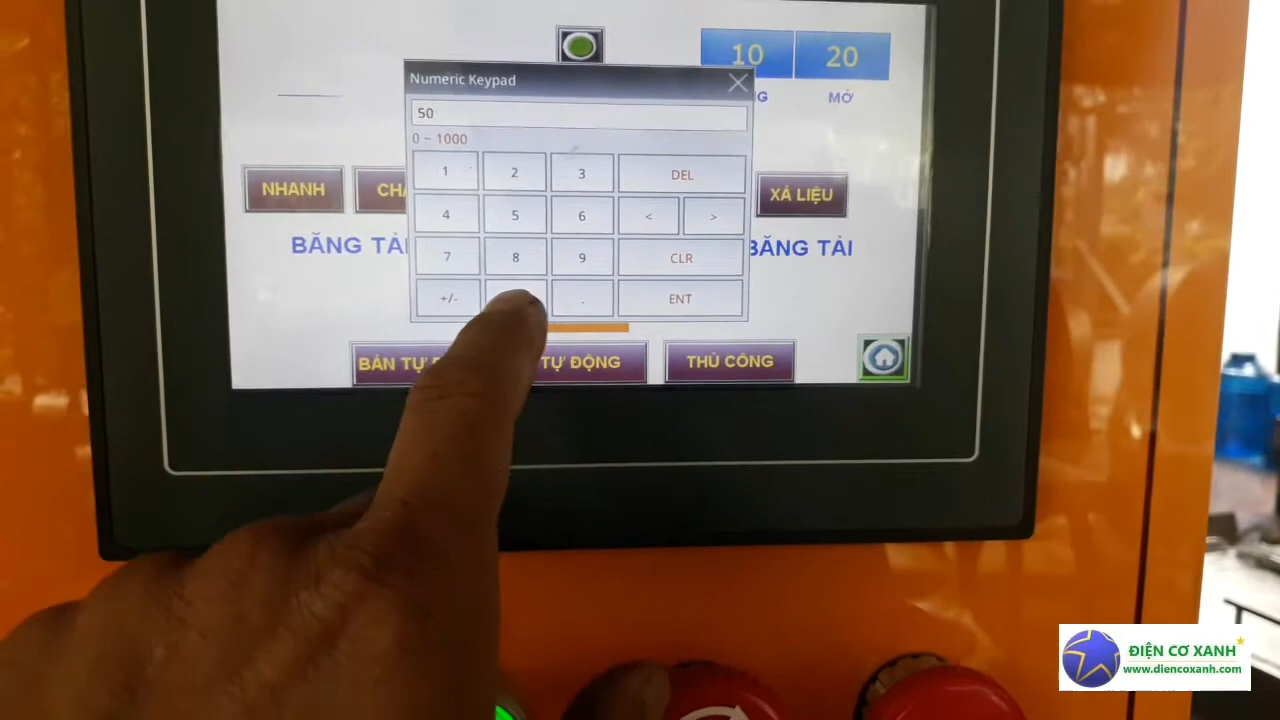 10 20
MỞ
Numeric Keypad
50
0 ~ 1000
1 2 3 DEL
4 5 6 < >
7 8 9 CLR
+/- . ENT
NHANH
XẢ LIỆU
BĂNG TẢI
BĂNG TẢI
BÁN TỰ
TỰ ĐỘNG
THỦ CÔNG
ĐIỆN CƠ XANH
www.diencoxanh.com